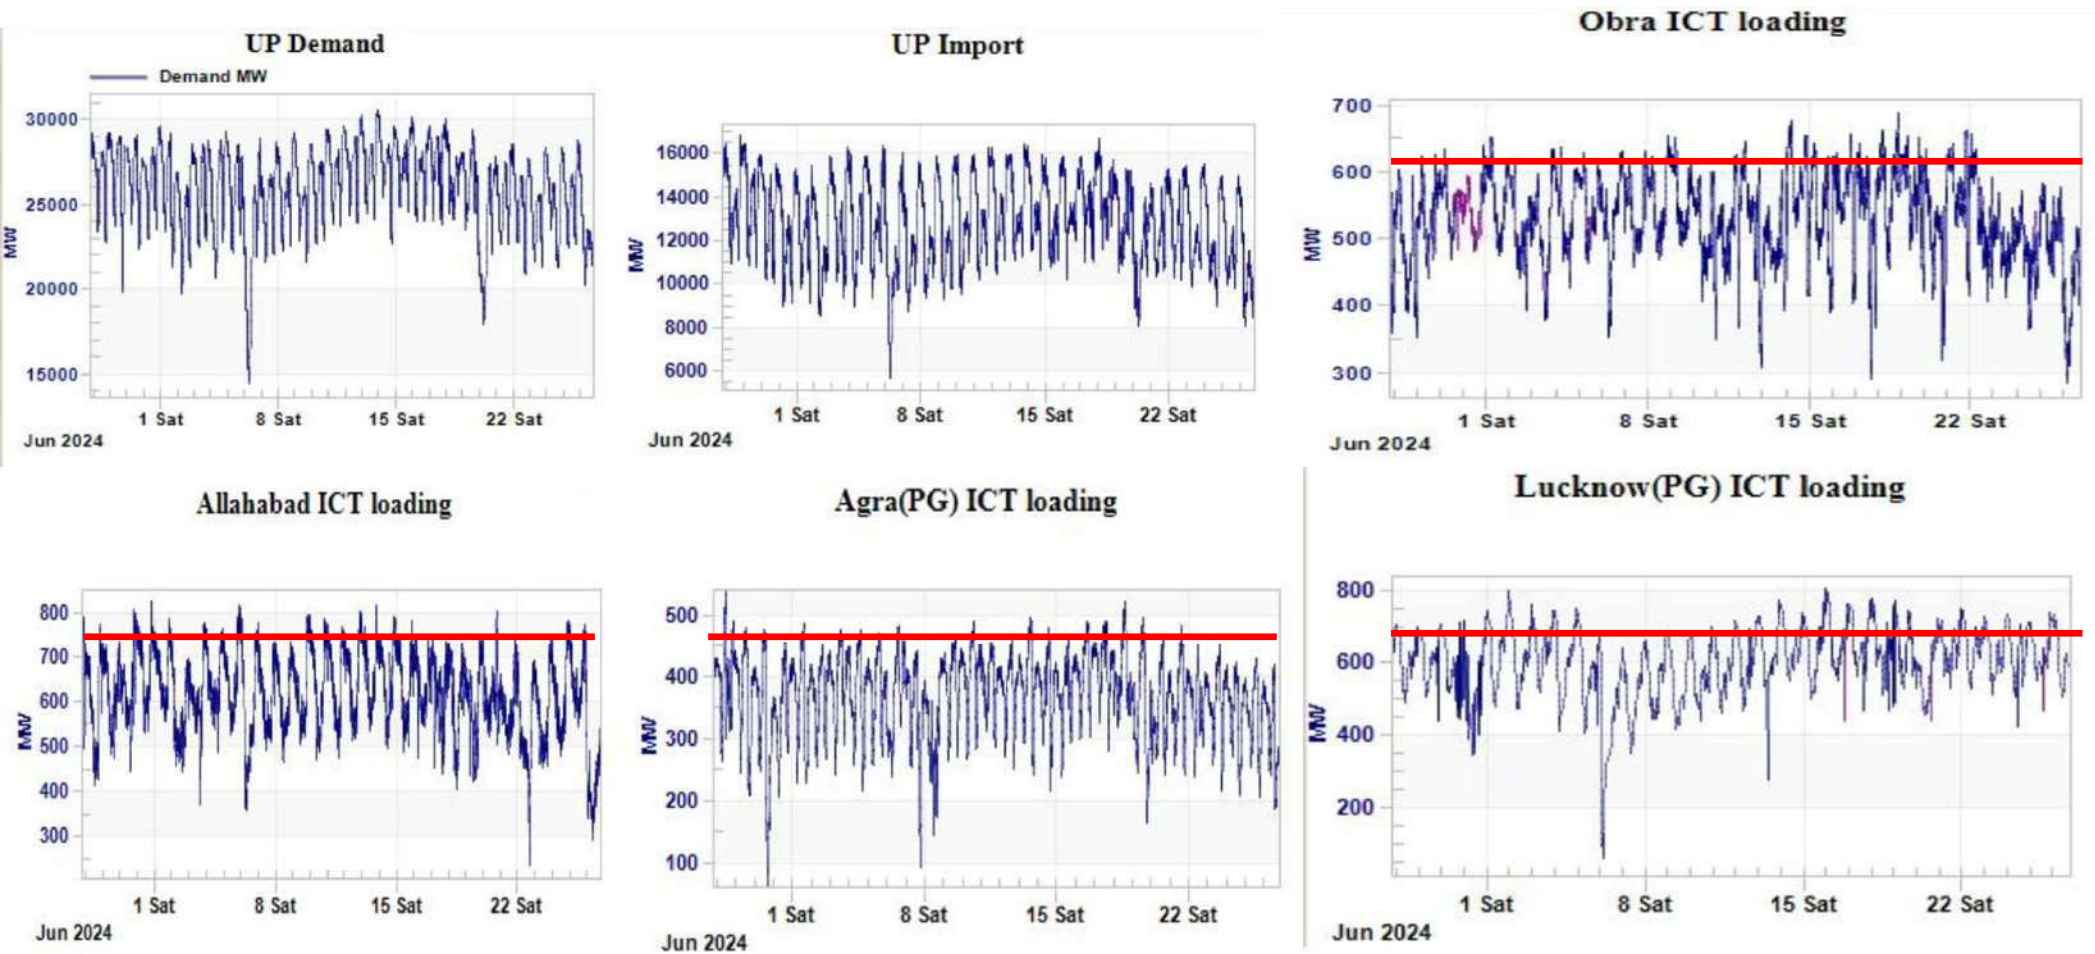 UP Demand
Demand MW
30000
25000
20000
15000
MW
1 Sat 8 Sat 15 Sat 22 Sat
Jun 2024
UP Import
16000
14000
12000
10000
8000
6000
MW
1 Sat 8 Sat 15 Sat 22 Sat
Jun 2024
Obra ICT loading
700
600
500
400
300
MW
1 Sat 8 Sat 15 Sat 22 Sat
Jun 2024
Allahabad ICT loading
800
700
600
500
400
300
MW
1 Sat 8 Sat 15 Sat 22 Sat
Jun 2024
Agra(PG) ICT loading
500
400
300
200
100
MW
1 Sat 8 Sat 15 Sat 22 Sat
Jun 2024
Lucknow(PG) ICT loading
800
600
400
200
MW
1 Sat 8 Sat 15 Sat 22 Sat
Jun 2024